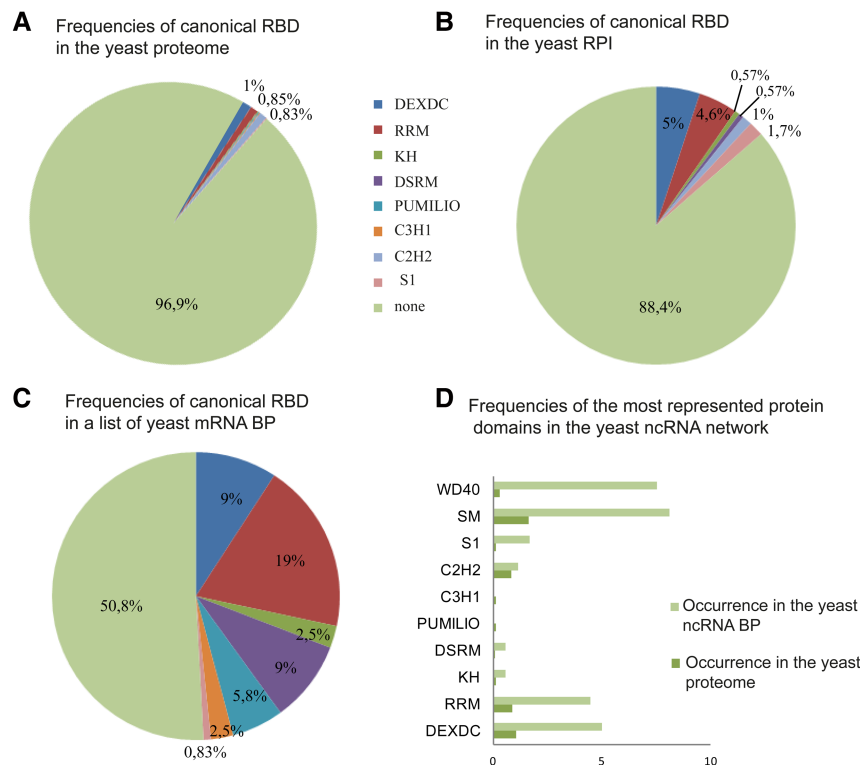 A
Frequencies of canonical RBD
in the yeast proteome
1%
0,85%
0,83%
96,9%
DEXDC
RRM
KH
DSRM
PUMILIO
C3H1
C2H2
S1
none
B
Frequencies of canonical RBD
in the yeast RPI
0,57%
0,57%
5%
4,6%
1%
1,7%
88,4%
C
Frequencies of canonical RBD
in a list of yeast mRNA BP
9%
19%
50,8%
2,5%
9%
5,8%
2,5%
0,83%
D
Frequencies of the most represented protein
domains in the yeast ncRNA network
WD40
SM
S1
C2H2
C3H1
PUMILIO
DSRM
KH
RRM
DEXDC
0
5
10
Occurrence in the yeast
ncRNA BP
Occurrence in the yeast
proteome